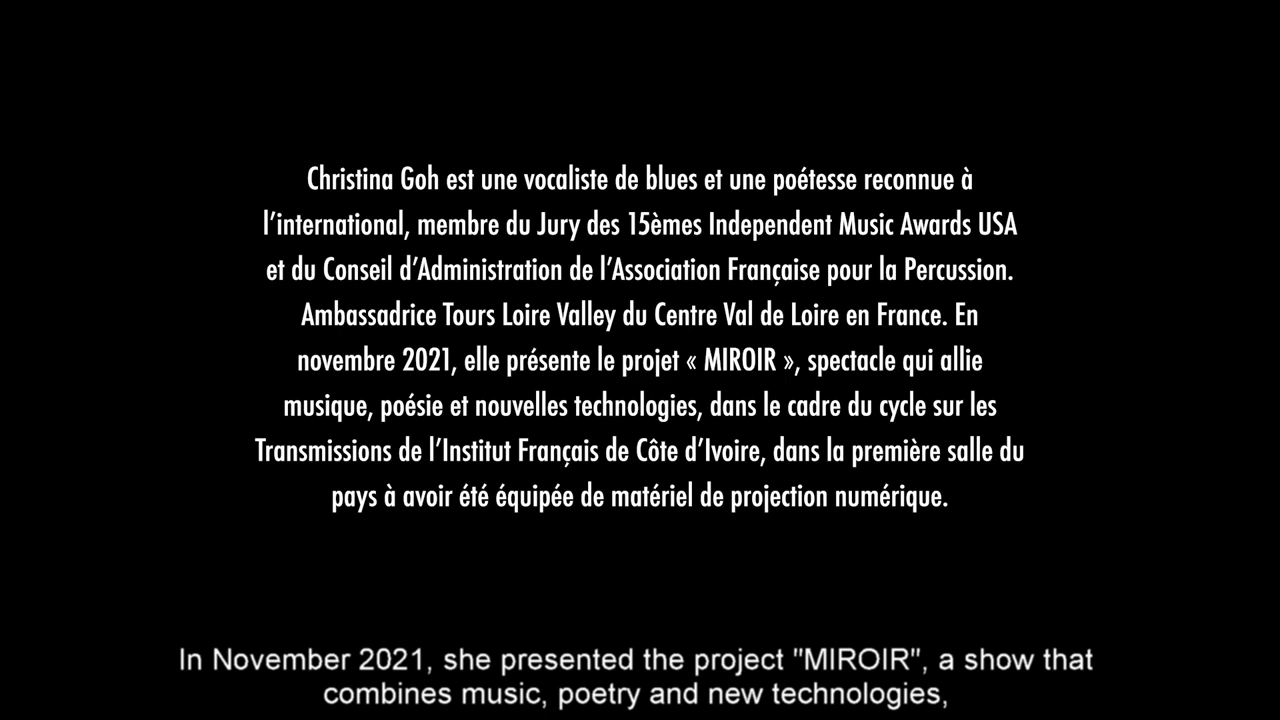 Christina Goh est une vocaliste de blues et une poétesse reconnue à
l’international, membre du Jury des 15èmes Independent Music Awards USA
et du Conseil d’Administration de l’Association Française pour la Percussion.
Ambassadrice Tours Loire Valley du Centre Val de Loire en France. En
novembre 2021, elle présente le projet « MIROIR », spectacle qui allie
musique, poésie et nouvelles technologies, dans le cadre du cycle sur les
Transmissions de l’Institut Français de Côte d’Ivoire, dans la première salle du
pays à avoir été équipée de matériel de projection numérique.
In November 2021, she presented the project "MIROIR", a show that
combines music, poetry and new technologies,